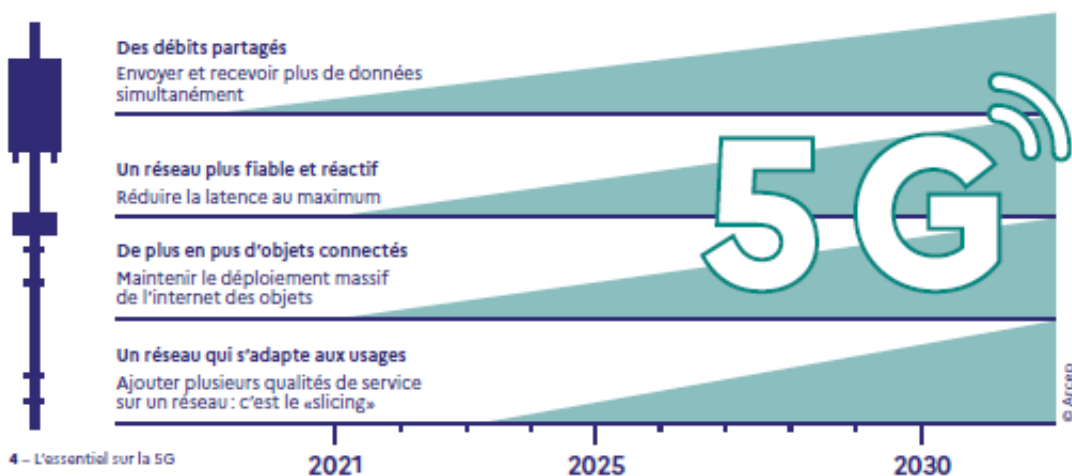 Des débits partagés
Envoyer et recevoir plus de données
simultanément
Un réseau plus fiable et réactif
Réduire la latence au maximum
De plus en pus d'objets connectés
Maintenir le déploiement massif
de l'internet des objets
Un réseau qui s'adapte aux usages
Ajouter plusieurs qualités de service
sur un réseau : c'est le «slicing»
5G
© Arcep
4 – L'essentiel sur la 5G
2021
2025
2030